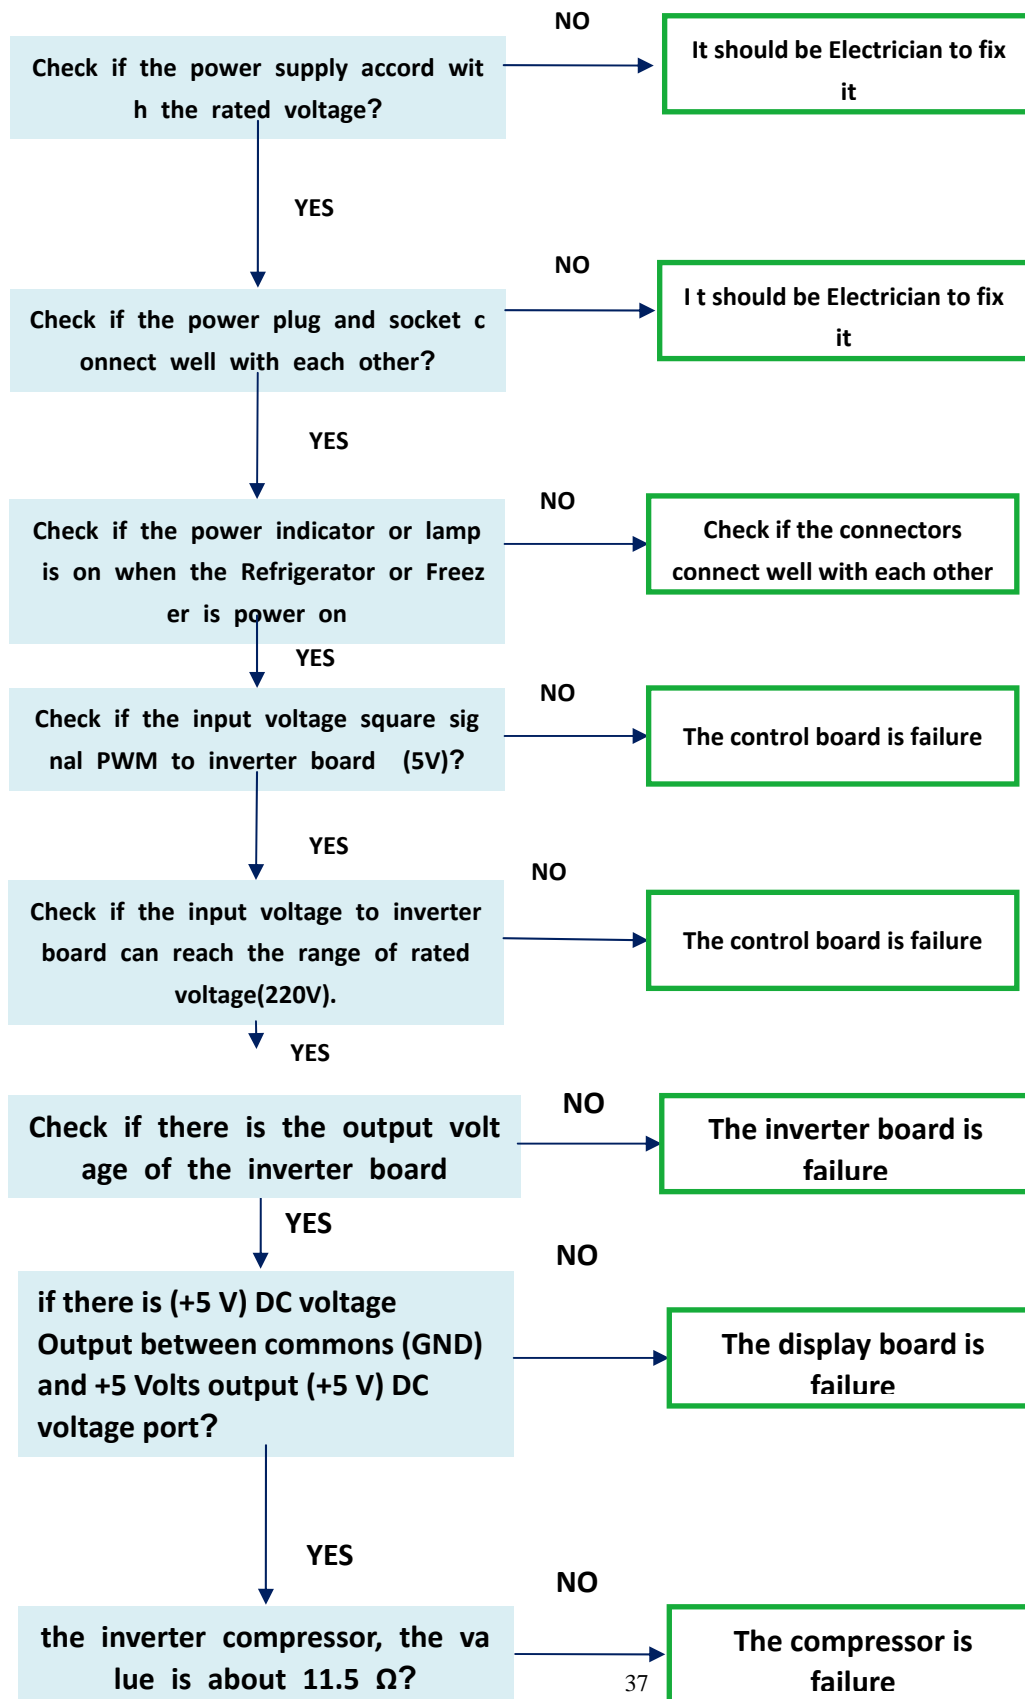 NO
Check if the power supply accord wit
h the rated voltage?
It should be Electrician to fix
it
YES
NO
Check if the power plug and socket c
onnect well with each other?
I t should be Electrician to fix
it
YES
NO
Check if the power indicator or lamp
is on when the Refrigerator or Freez
er is power on
Check if the connectors
connect well with each other
YES
NO
Check if the input voltage square sig
nal PWM to inverter board (5V)?
The control board is failure
YES
NO
Check if the input voltage to inverter
board can reach the range of rated
voltage(220V).
The control board is failure
YES
NO
Check if there is the output volt
age of the inverter board
The inverter board is
failure
YES
NO
if there is (+5 V) DC voltage
Output between commons (GND)
and +5 Volts output (+5 V) DC
voltage port?
The display board is
failure
YES
NO
the inverter compressor, the va
lue is about 11.5 Ω?
The compressor is
failure
37